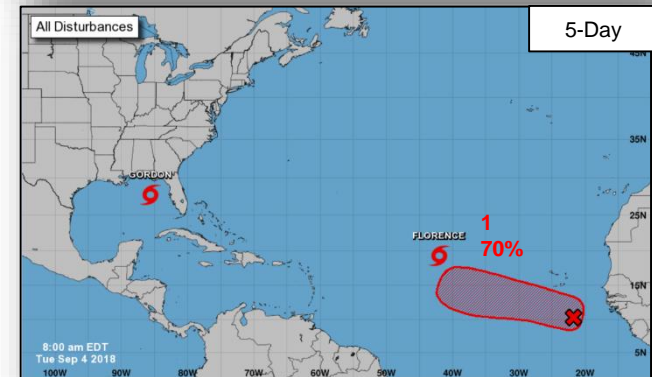 All Disturbances
5-Day
45N
35N
GORDON
1
25N
FLORENCE
70%
15N
8:00 am EDT
Tue Sep 4 2018
5N
100W 90W 80W 70W 60W 50W 40W 30W 20W